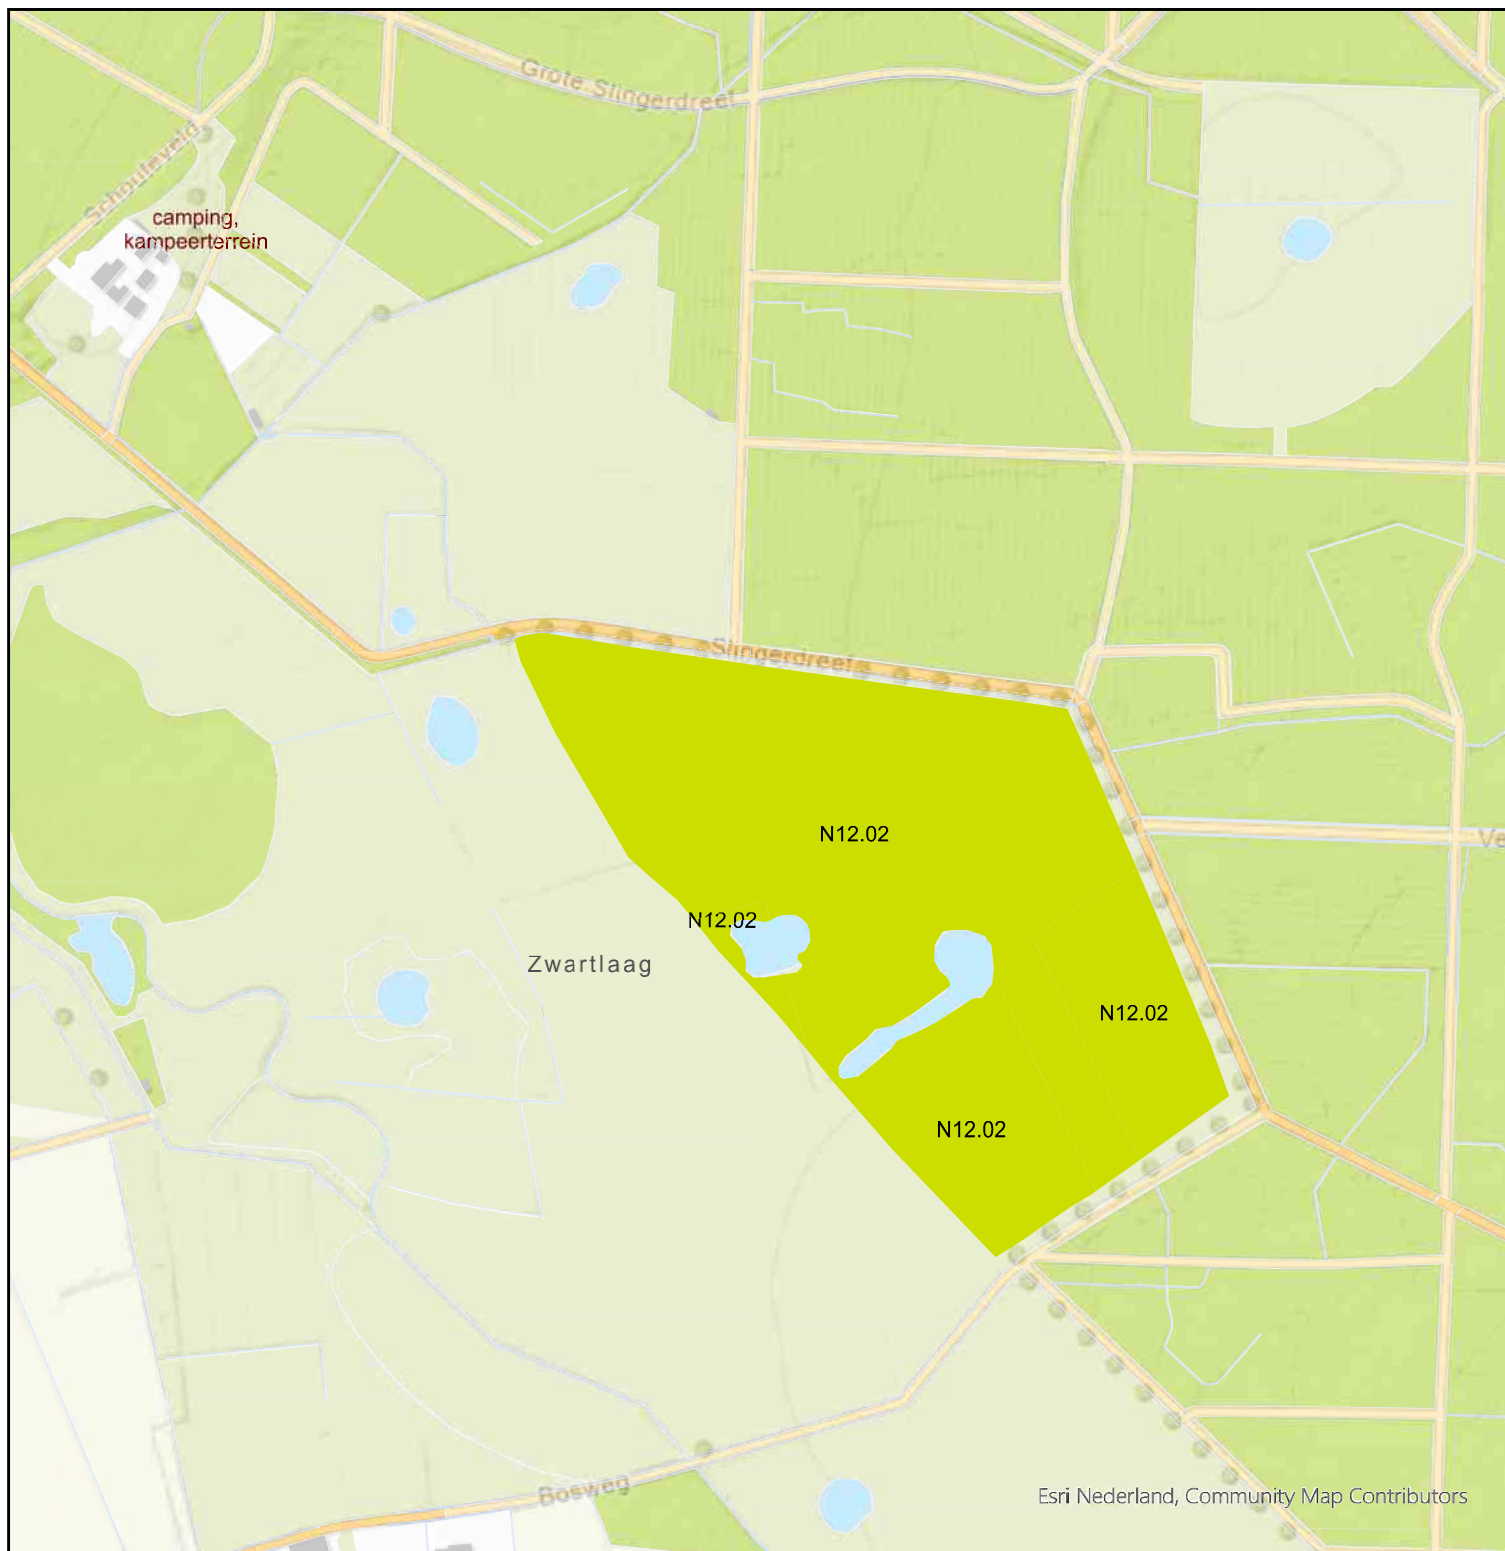 Grote Slingerdreef
Schouteveld
camping,
kampeerterrein
Slingerdreef
N12.02
N12.02
Zwartlaag
N12.02
N12.02
Bosweg
Esri Nederland, Community Map Contributors